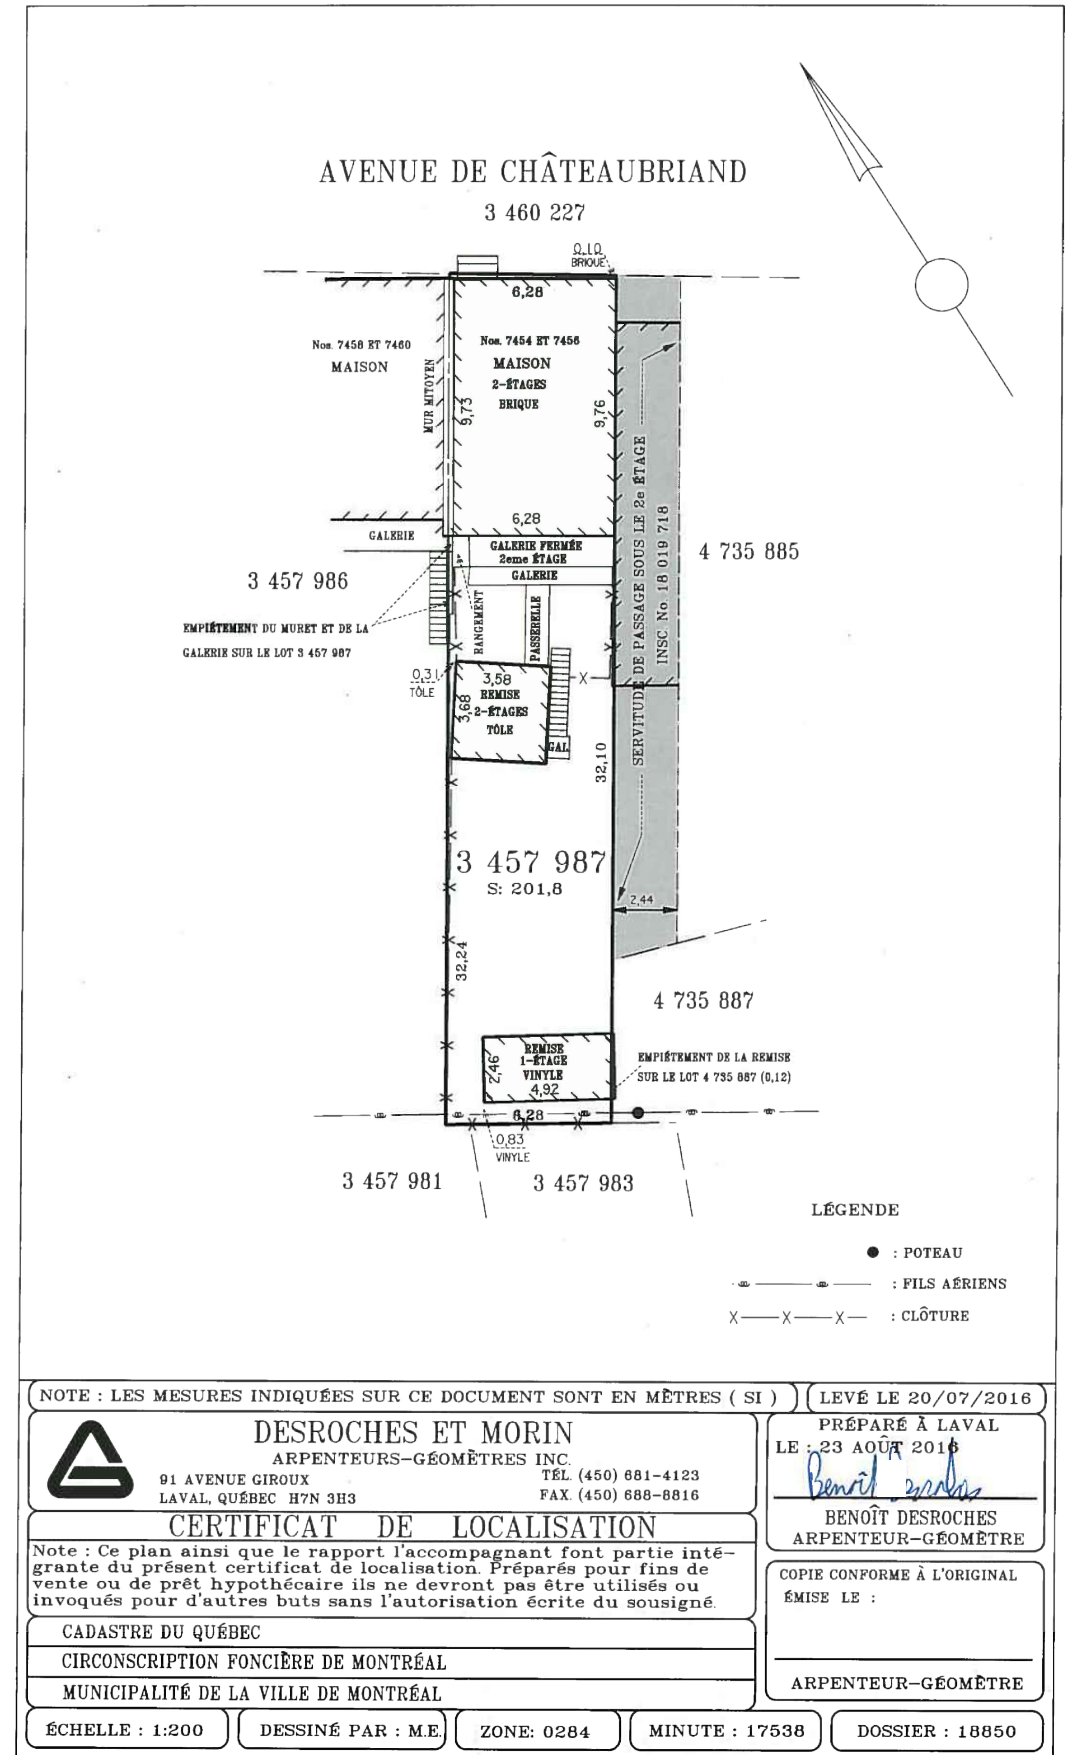 AVENUE DE CHÂTEAUBRIAND
3 460 227
0,10
BRIQUE
6,28
Nos. 7458 ET 7460
MAISON
MUR MITOYEN
Nos. 7454 ET 7456
MAISON
2-ÉTAGES
BRIQUE
9,73
9,76
6,28
GALERIE
GALERIE FERMÉE
2eme ÉTAGE
GALERIE
SERVITUDE DE PASSAGE SOUS LE 2e ÉTAGE
INSC. No 18 019 718
4 735 885
3 457 986
RANGEMENT
PASSERELLE
EMPIÉTEMENT DU MURET ET DE LA
GALERIE SUR LE LOT 3 457 987
0,31
TÔLE
3,58
REMISE
2-ÉTAGES
TÔLE
3,68
GAL.
32,10
3 457 987
S: 201,8
2,44
32,24
4 735 887
REMISE
1-ÉTAGE
VINYLE
4,92
2,46
EMPIÉTEMENT DE LA REMISE
SUR LE LOT 4 735 887 (0,12)
6,28
0,83
VINYLE
3 457 981
3 457 983
LÉGENDE
: POTEAU
: FILS AÉRIENS
X—X—X— : CLÔTURE
NOTE : LES MESURES INDIQUÉES SUR CE DOCUMENT SONT EN MÈTRES ( SI )
LEVÉ LE 20/07/2016
DESROCHES ET MORIN
ARPENTEURS-GÉOMÈTRES INC.
91 AVENUE GIROUX
LAVAL, QUÉBEC H7N 3H3
TÉL. (450) 681-4123
FAX. (450) 688-8816
PRÉPARÉ À LAVAL
LE : 23 AOÛT 2016
BENOÎT DESROCHES
ARPENTEUR-GÉOMÈTRE
CERTIFICAT DE LOCALISATION
Note : Ce plan ainsi que le rapport l'accompagnant font partie inté-
grante du présent certificat de localisation. Préparés pour fins de
vente ou de prêt hypothécaire ils ne devront pas être utilisés ou
invoqués pour d'autres buts sans l'autorisation écrite du sousigné.
COPIE CONFORME À L'ORIGINAL
ÉMISE LE :
ARPENTEUR-GÉOMÈTRE
CADASTRE DU QUÉBEC
CIRCONSCRIPTION FONCIÈRE DE MONTRÉAL
MUNICIPALITÉ DE LA VILLE DE MONTRÉAL
ÉCHELLE : 1:200
DESSINÉ PAR : M.E.
ZONE: 0284
MINUTE : 17538
DOSSIER : 18850